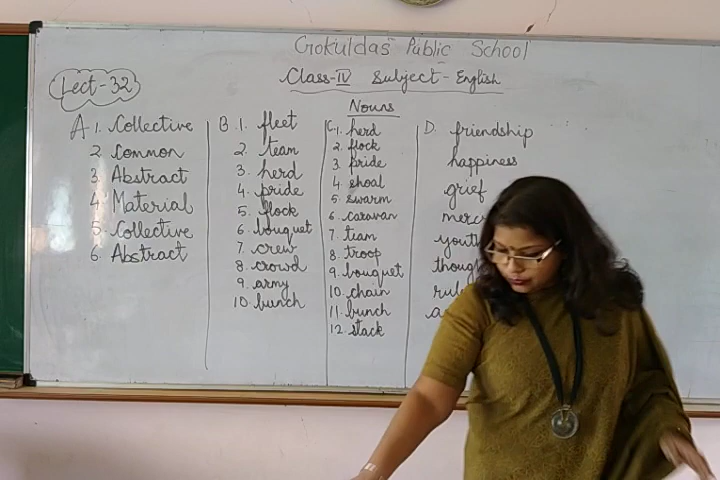 Gokuldas Public School
Lect-32
Class-IV Subject - English
Nouns
A 1. Collective
2. Common
3. Abstract
4. Material
5. Collective
6. Abstract
B. 1. fleet
2. team
3. herd
4. pride
5. flock
6. bouquet
7. crew
8. crowd
9. army
10. bunch
C. 1. herd
2. flock
3. pride
4. shoal
5. swarm
6. caravan
7. team
8. troop
9. bouquet
10. chain
11. bunch
12. stack
D. friendship
happiness
grief